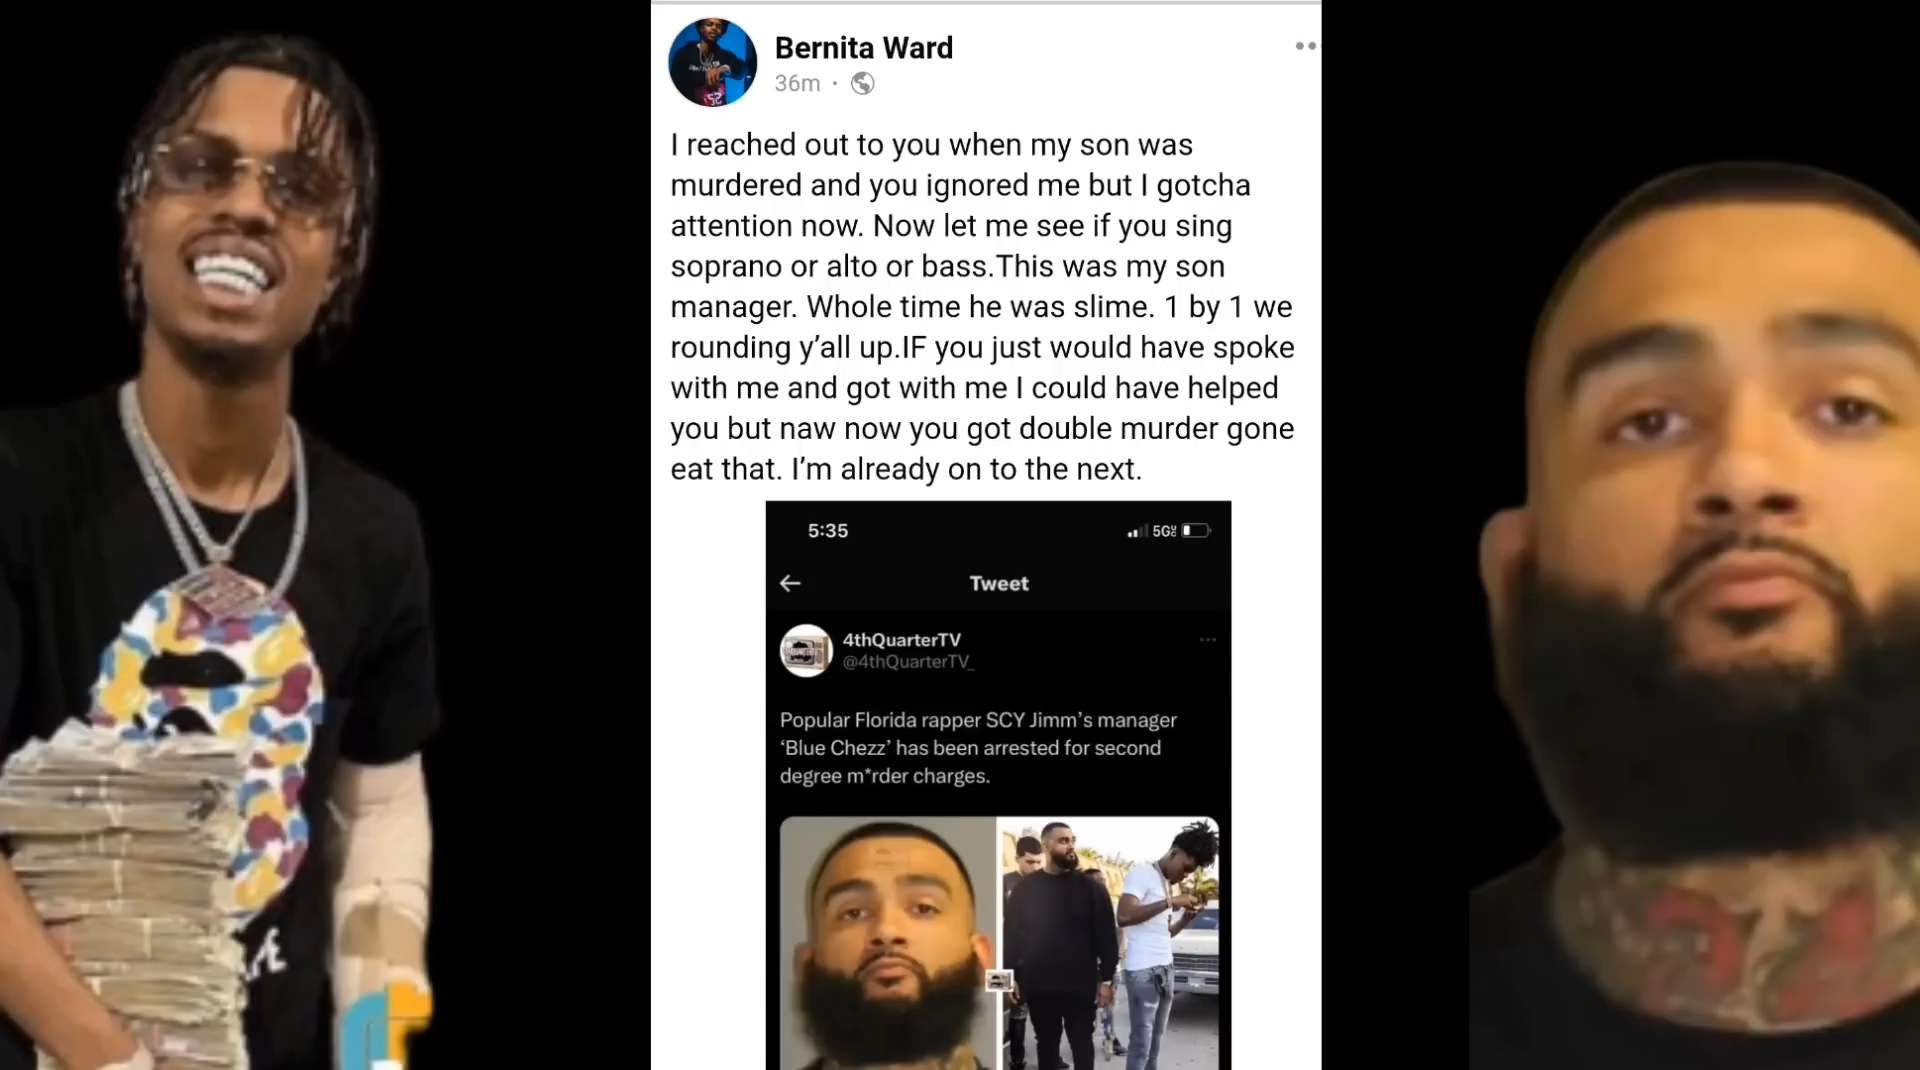 Bernita Ward
36m ·
I reached out to you when my son was
murdered and you ignored me but I gotcha
attention now. Now let me see if you sing
soprano or alto or bass.This was my son
manager. Whole time he was slime. 1 by 1 we
rounding y’all up.IF you just would have spoke
with me and got with me I could have helped
you but naw now you got double murder gone
eat that. I’m already on to the next.
5:35
Tweet
4thQuarterTV
@4thQuarterTV_
Popular Florida rapper SCY Jimm’s manager
‘Blue Chezz’ has been arrested for second
degree m*rder charges.